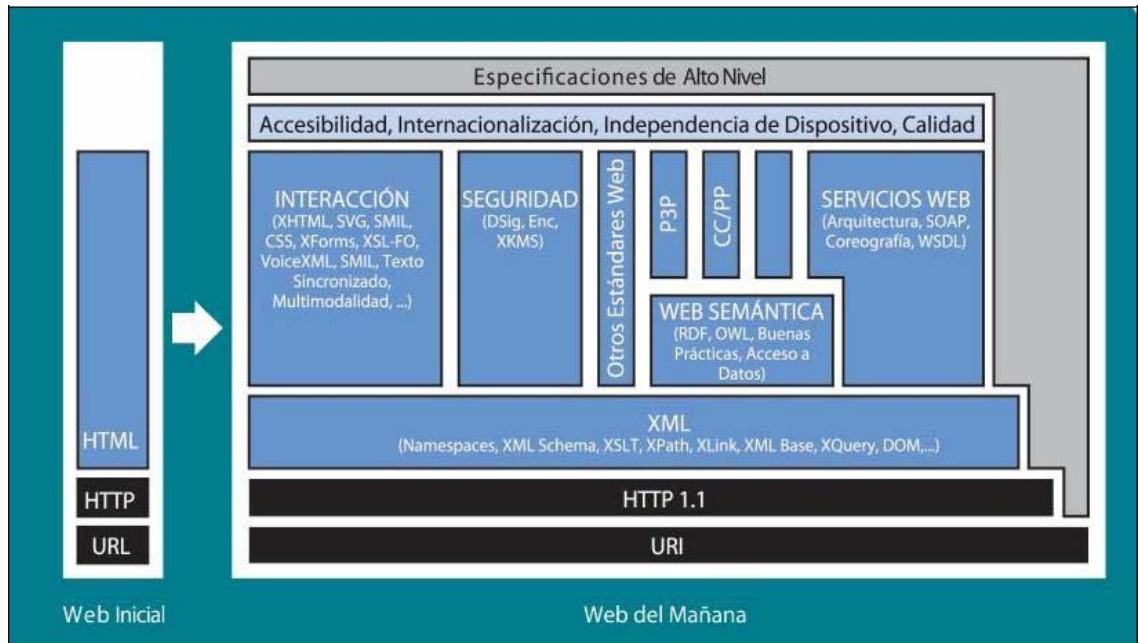 Especificaciones de Alto Nivel
Accesibilidad, Internacionalización, Independencia de Dispositivo, Calidad
INTERACCIÓN
(XHTML, SVG, SMIL,
CSS, XForms, XSL-FO,
VoiceXML, SMIL, Texto
Sincronizado,
Multimodalidad, ...)
SEGURIDAD
(DSig, Enc,
XKMS)
Otros Estándares Web
P3P
CC/PP
SERVICIOS WEB
(Arquitectura, SOAP,
Coreografía, WSDL)
WEB SEMÁNTICA
(RDF, OWL, Buenas
Prácticas, Acceso a
Datos)
HTML
XML
(Namespaces, XML Schema, XSLT, XPath, XLink, XML Base, XQuery, DOM,...)
HTTP
HTTP 1.1
URL
URI
Web Inicial
Web del Mañana